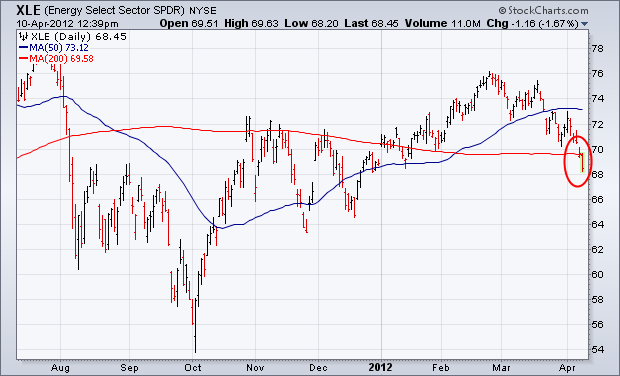 XLE (Energy Select Sector SPDR) NYSE © StockCharts.com
10-Apr-2012 12:39pm Open 69.51 High 69.63 Low 68.20 Last 68.45 Volume 11.0M Chg -1.16 (-1.67%)
XLE (Daily) 68.45
MA(50) 73.12
MA(200) 69.58
78
76
74
72
70
68
66
64
62
60
58
56
54
Aug Sep Oct Nov Dec 2012 Feb Mar Apr